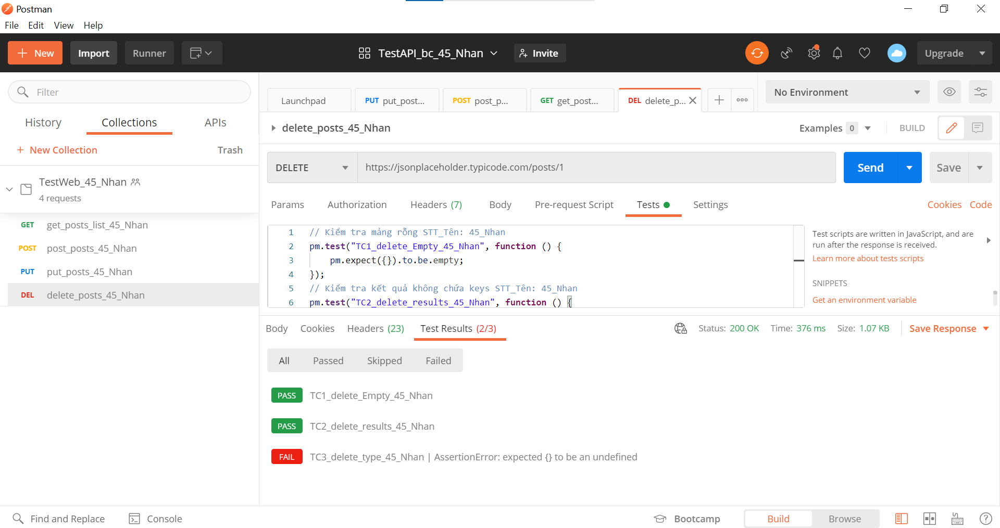 Postman
File Edit View Help
New Import Runner TestAPI_bc_45_Nhan Invite Upgrade
Filter
History Collections APIs
+ New Collection Trash
TestWeb_45_Nhan
4 requests
GET get_posts_list_45_Nhan
POST post_posts_45_Nhan
PUT put_posts_45_Nhan
DEL delete_posts_45_Nhan
Launchpad PUT put_post... POST post_p... GET get_post... DEL delete_p...
No Environment
delete_posts_45_Nhan Examples 0 BUILD
DELETE https://jsonplaceholder.typicode.com/posts/1 Send Save
Params Authorization Headers (7) Body Pre-request Script Tests Settings Cookies Code
1 // Kiểm tra mảng rỗng STT_Tên: 45_Nhan
2 pm.test("TC1_delete_Empty_45_Nhan", function () {
3 pm.expect({}).to.be.empty;
4 });
5 // Kiểm tra kết quả không chứa keys STT_Tên: 45_Nhan
6 pm.test("TC2_delete_results_45_Nhan", function () {
Test scripts are written in JavaScript, and are
run after the response is received.
Learn more about tests scripts
SNIPPETS
Get an environment variable
Body Cookies Headers (23) Test Results (2/3) Status: 200 OK Time: 376 ms Size: 1.07 KB Save Response
All Passed Skipped Failed
PASS TC1_delete_Empty_45_Nhan
PASS TC2_delete_results_45_Nhan
FAIL TC3_delete_type_45_Nhan | AssertionError: expected {} to be an undefined
Find and Replace Console Bootcamp Build Browse